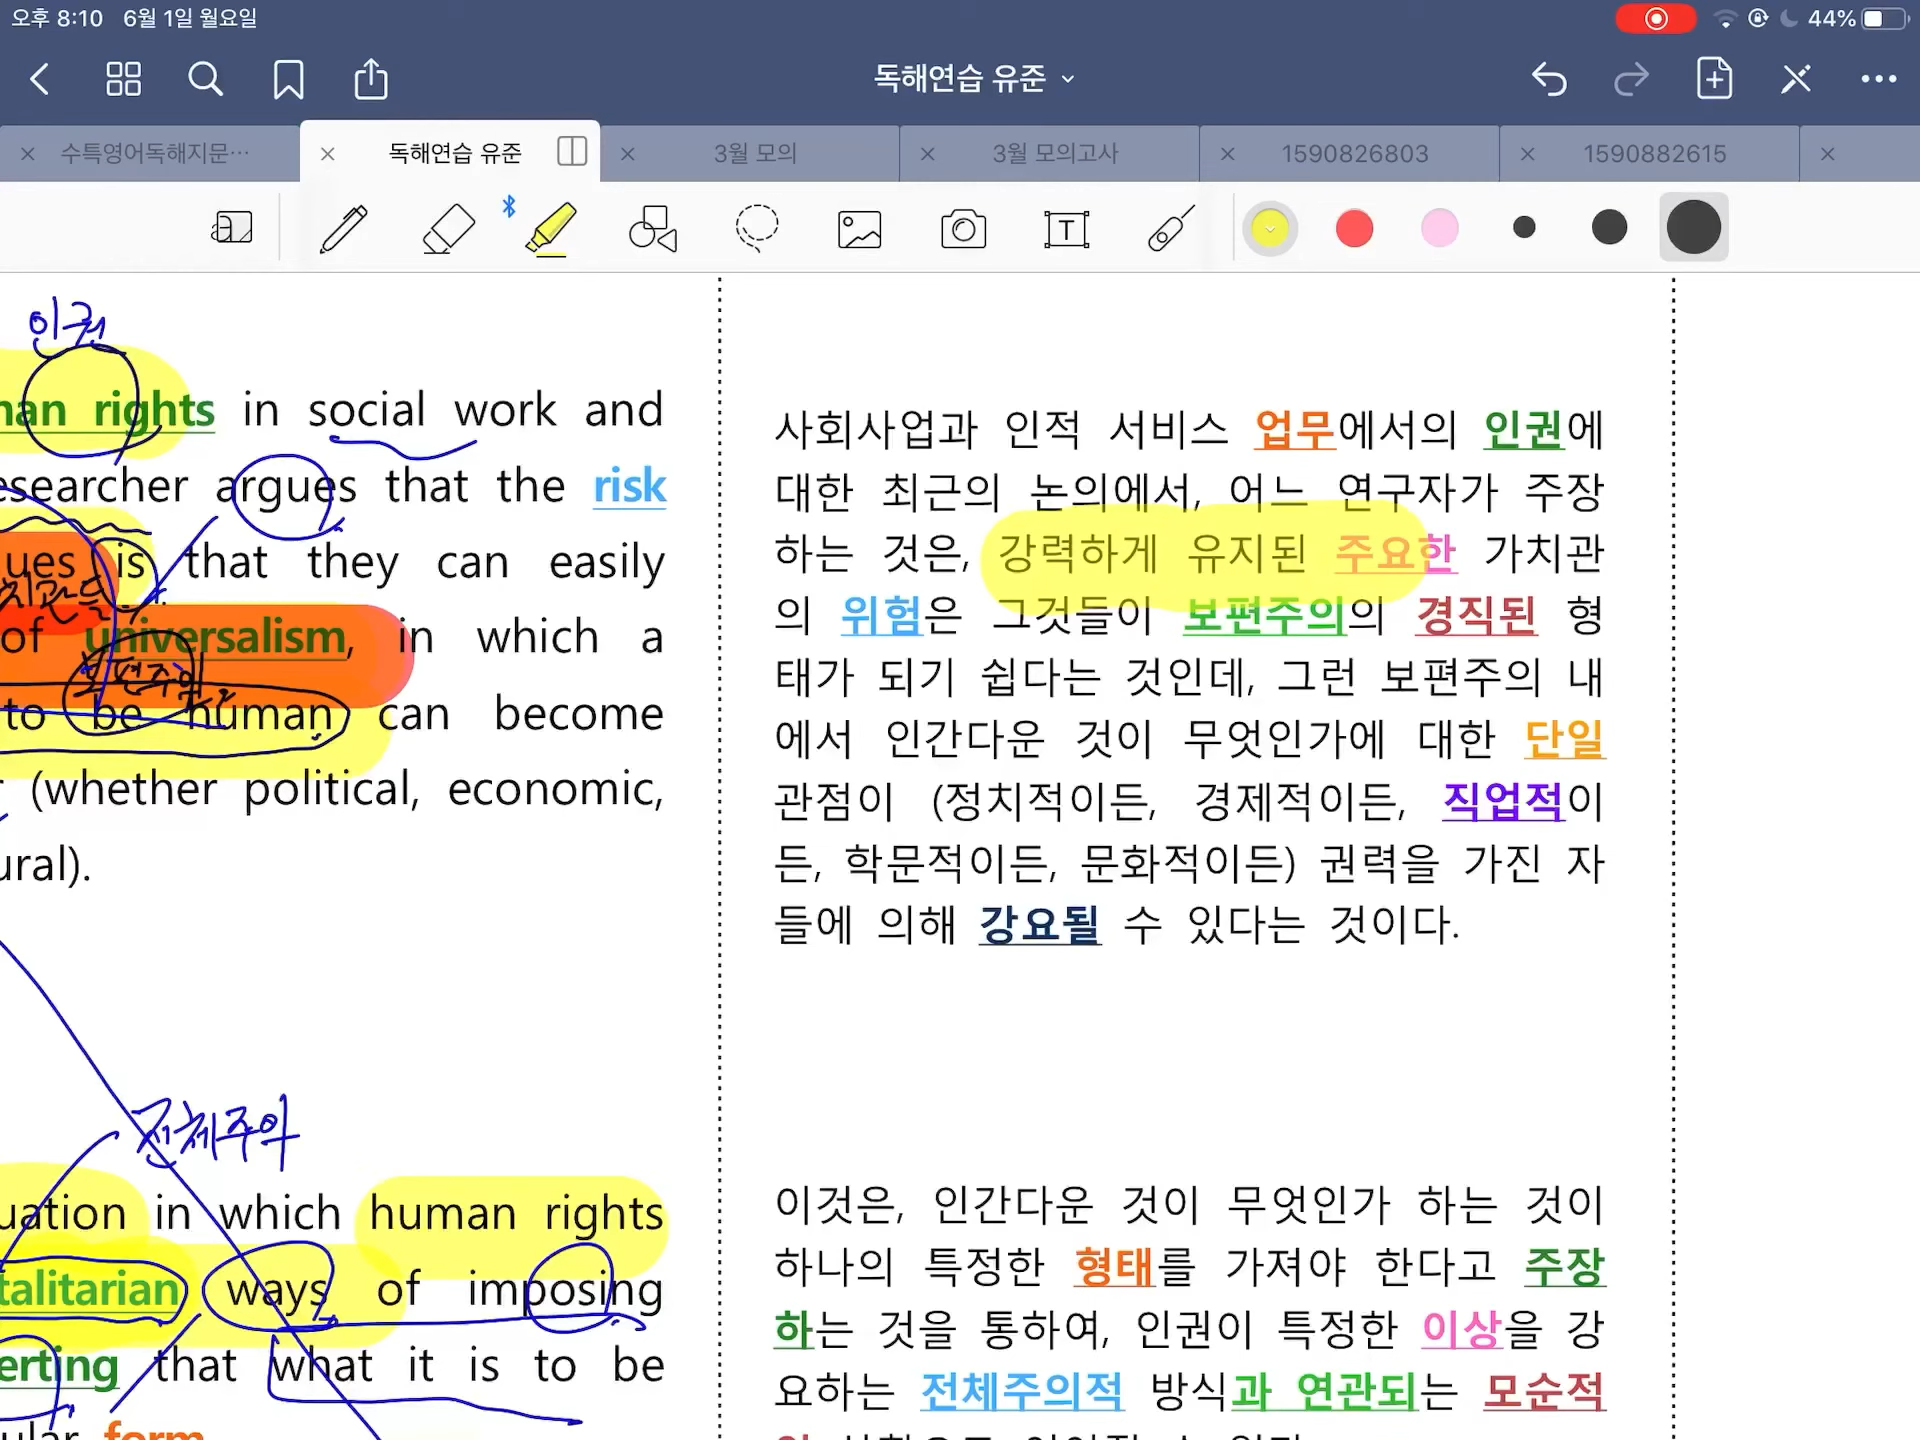 오후 8:10 6월 1일 월요일
44%
독해연습 유준
수특영어독해지문…
독해연습 유준
3월 모의
3월 모의고사
1590826803
1590882615
인권
an rights in social work and
researcher argues that the risk
is that they can easily
of universalism, in which a
보편주의
to be human can become
(whether political, economic,
전체주의
in which human rights
ways of imposing
that what it is to be
form
사회사업과 인적 서비스 업무에서의 인권에
대한 최근의 논의에서, 어느 연구자가 주장
하는 것은, 강력하게 유지된 주요한 가치관
의 위험은 그것들이 보편주의의 경직된 형
태가 되기 쉽다는 것인데, 그런 보편주의 내
에서 인간다운 것이 무엇인가에 대한 단일
관점이 (정치적이든, 경제적이든, 직업적이
든, 학문적이든, 문화적이든) 권력을 가진 자
들에 의해 강요될 수 있다는 것이다.
이것은, 인간다운 것이 무엇인가 하는 것이
하나의 특정한 형태를 가져야 한다고 주장
하는 것을 통하여, 인권이 특정한 이상을 강
요하는 전체주의적 방식과 연관되는 모순적